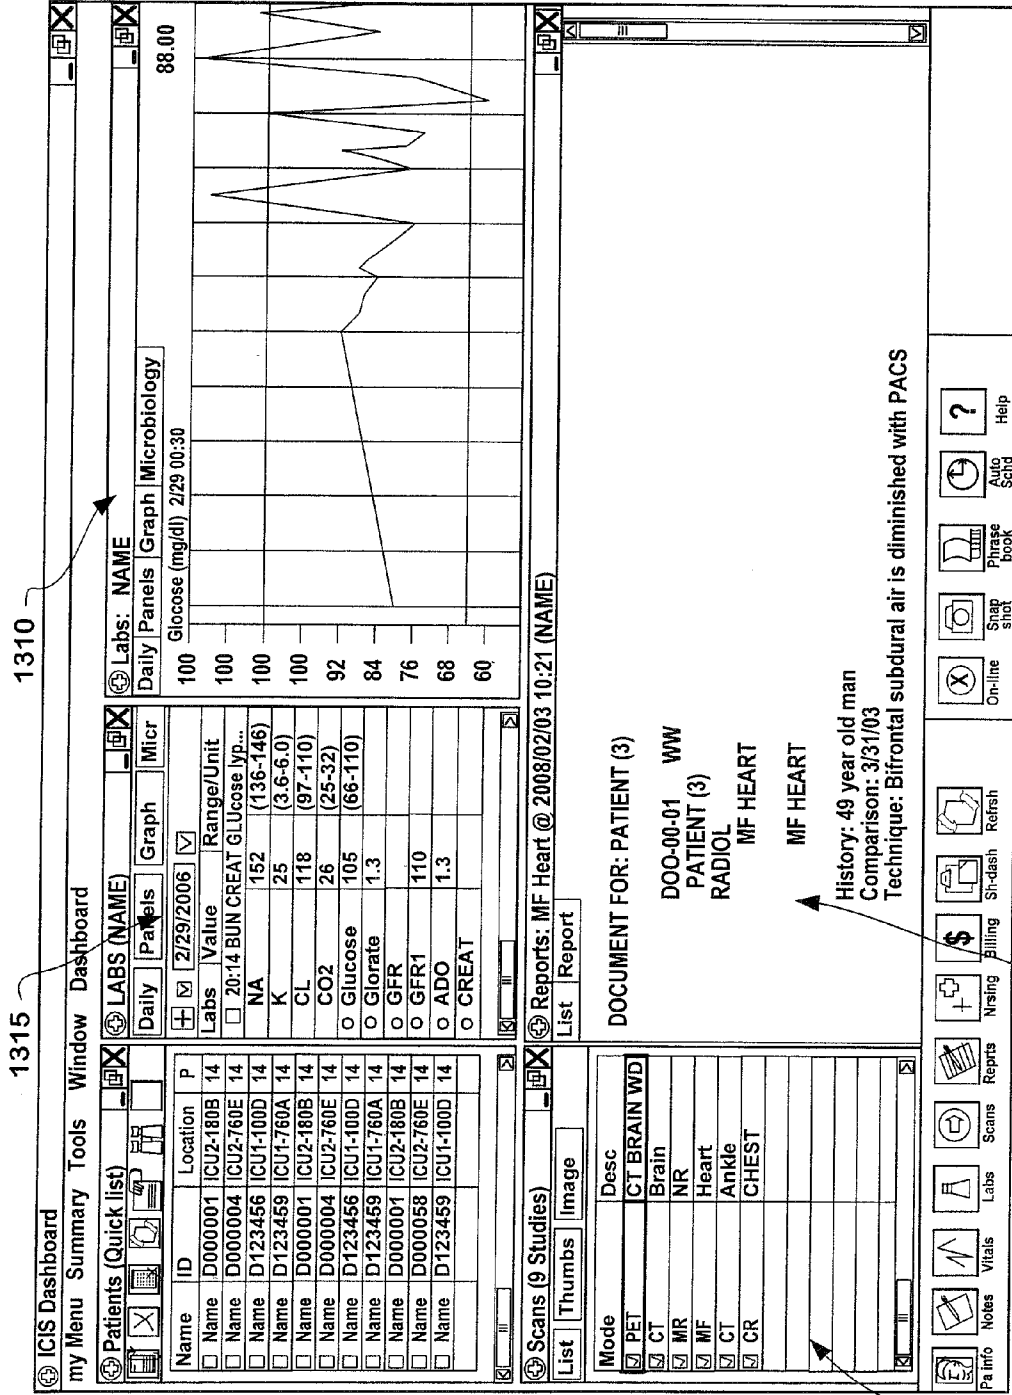 1310
1315
ICIS Dashboard
my Menu Summary Tools Window Dashboard
Patients (Quick list)
Name ID Location P
Name D000001 ICU2-180B 14
Name D000004 ICU2-760E 14
Name D123456 ICU1-100D 14
Name D123459 ICU1-760A 14
Name D000001 ICU2-180B 14
Name D000004 ICU2-760E 14
Name D123456 ICU1-100D 14
Name D123459 ICU1-760A 14
Name D000001 ICU2-180B 14
Name D000058 ICU2-760E 14
Name D123459 ICU1-100D 14
LABS (NAME)
Daily Panels Graph Micr
2/29/2006
Labs Value Range/Unit
20:14 BUN CREAT GLUcose lyp...
NA 152 (136-146)
K 25 (3.6-6.0)
CL 118 (97-110)
CO2 26 (25-32)
Glucose 105 (66-110)
Glorate 1.3
GFR
GFR1 110
ADO 1.3
CREAT
Labs: NAME
Daily Panels Graph Microbiology
Glocose (mg/dl) 2/29 00:30
88.00
100
100
100
100
92
84
76
68
60
Scans (9 Studies)
List Thumbs Image
Mode Desc
PET CT BRAIN WD
CT Brain
MR NR
MF Heart
CT Ankle
CR CHEST
Reports: MF Heart @ 2008/02/03 10:21 (NAME)
List Report
DOCUMENT FOR: PATIENT (3)
DOO-00-01 WW
PATIENT (3)
RADIOL
MF HEART
MF HEART
History: 49 year old man
Comparison: 3/31/03
Technique: Bifrontal subdural air is diminished with PACS
Pa info
Notes
Vitals
Labs
Scans
Reprts
Nrsing
$
Billing
Sh-dash
Refrsh
X
On-line
Snap shot
Phrase book
Auto Schd
?
Help